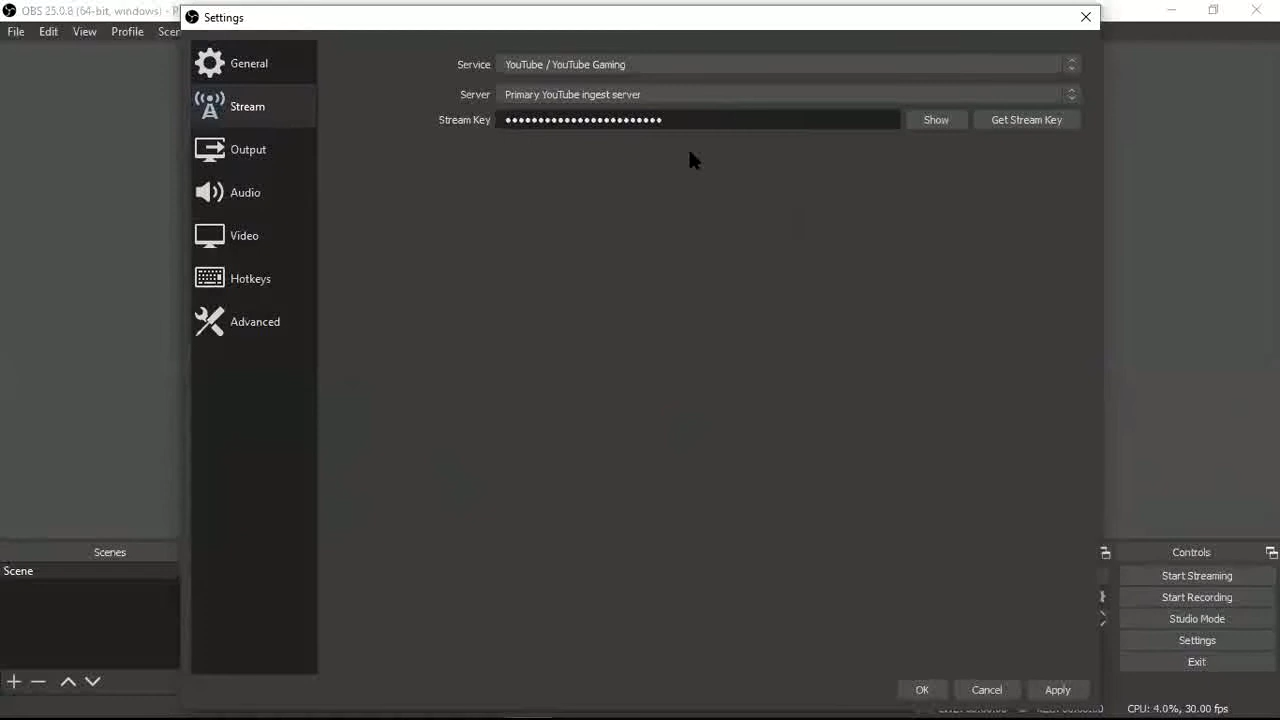 OBS 25.0.8 (64-bit, windows) - P
Settings
File Edit View Profile Scen
General
Stream
Output
Audio
Video
Hotkeys
Advanced
Service YouTube / YouTube Gaming
Server Primary YouTube ingest server
Stream Key ●●●●●●●●●●●●●●●●●●●●●●●● Show Get Stream Key
Scenes
Scene
Controls
Start Streaming
Start Recording
Studio Mode
Settings
Exit
OK Cancel Apply
CPU: 4.0%, 30.00 fps